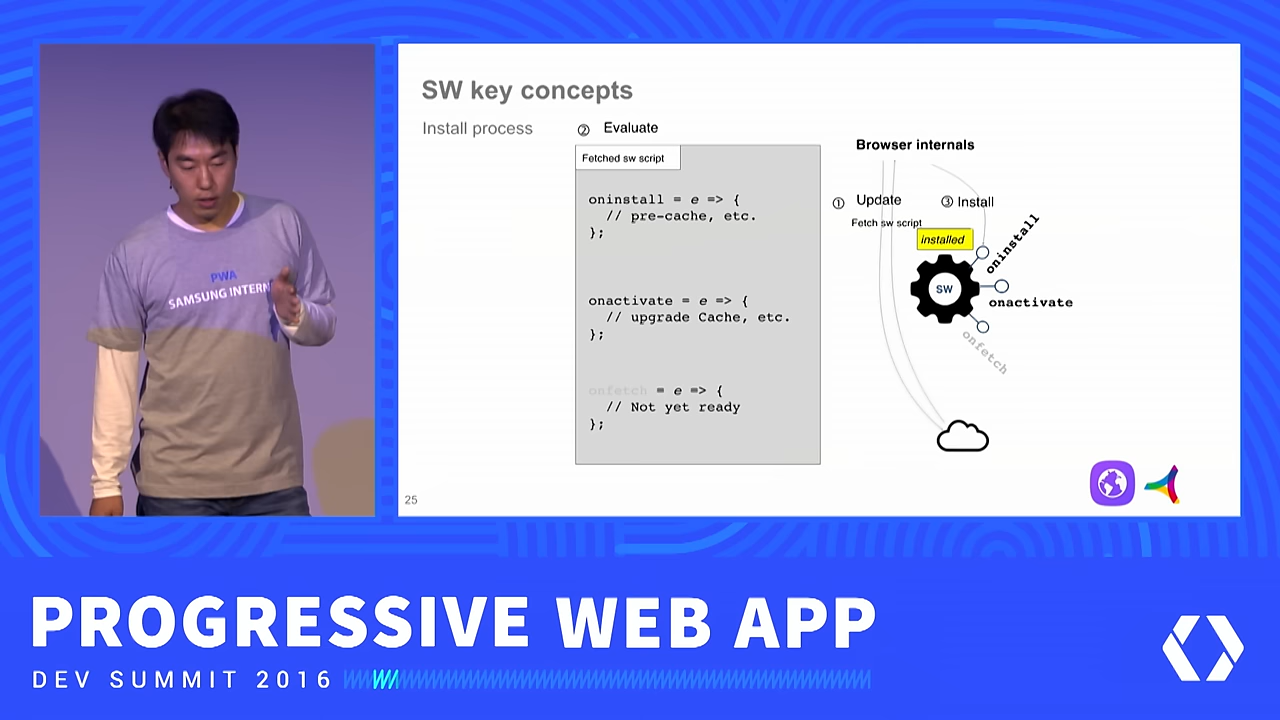 PWA
SAMSUNG INTERN
SW key concepts
Install process
② Evaluate
Fetched sw script
oninstall = e => {
// pre-cache, etc.
};
onactivate = e => {
// upgrade Cache, etc.
};
onfetch = e => {
// Not yet ready
};
Browser internals
① Update
Fetch sw script
③ Install
installed
SW
oninstall
onactivate
onfetch
25
PROGRESSIVE WEB APP
DEV SUMMIT 2016